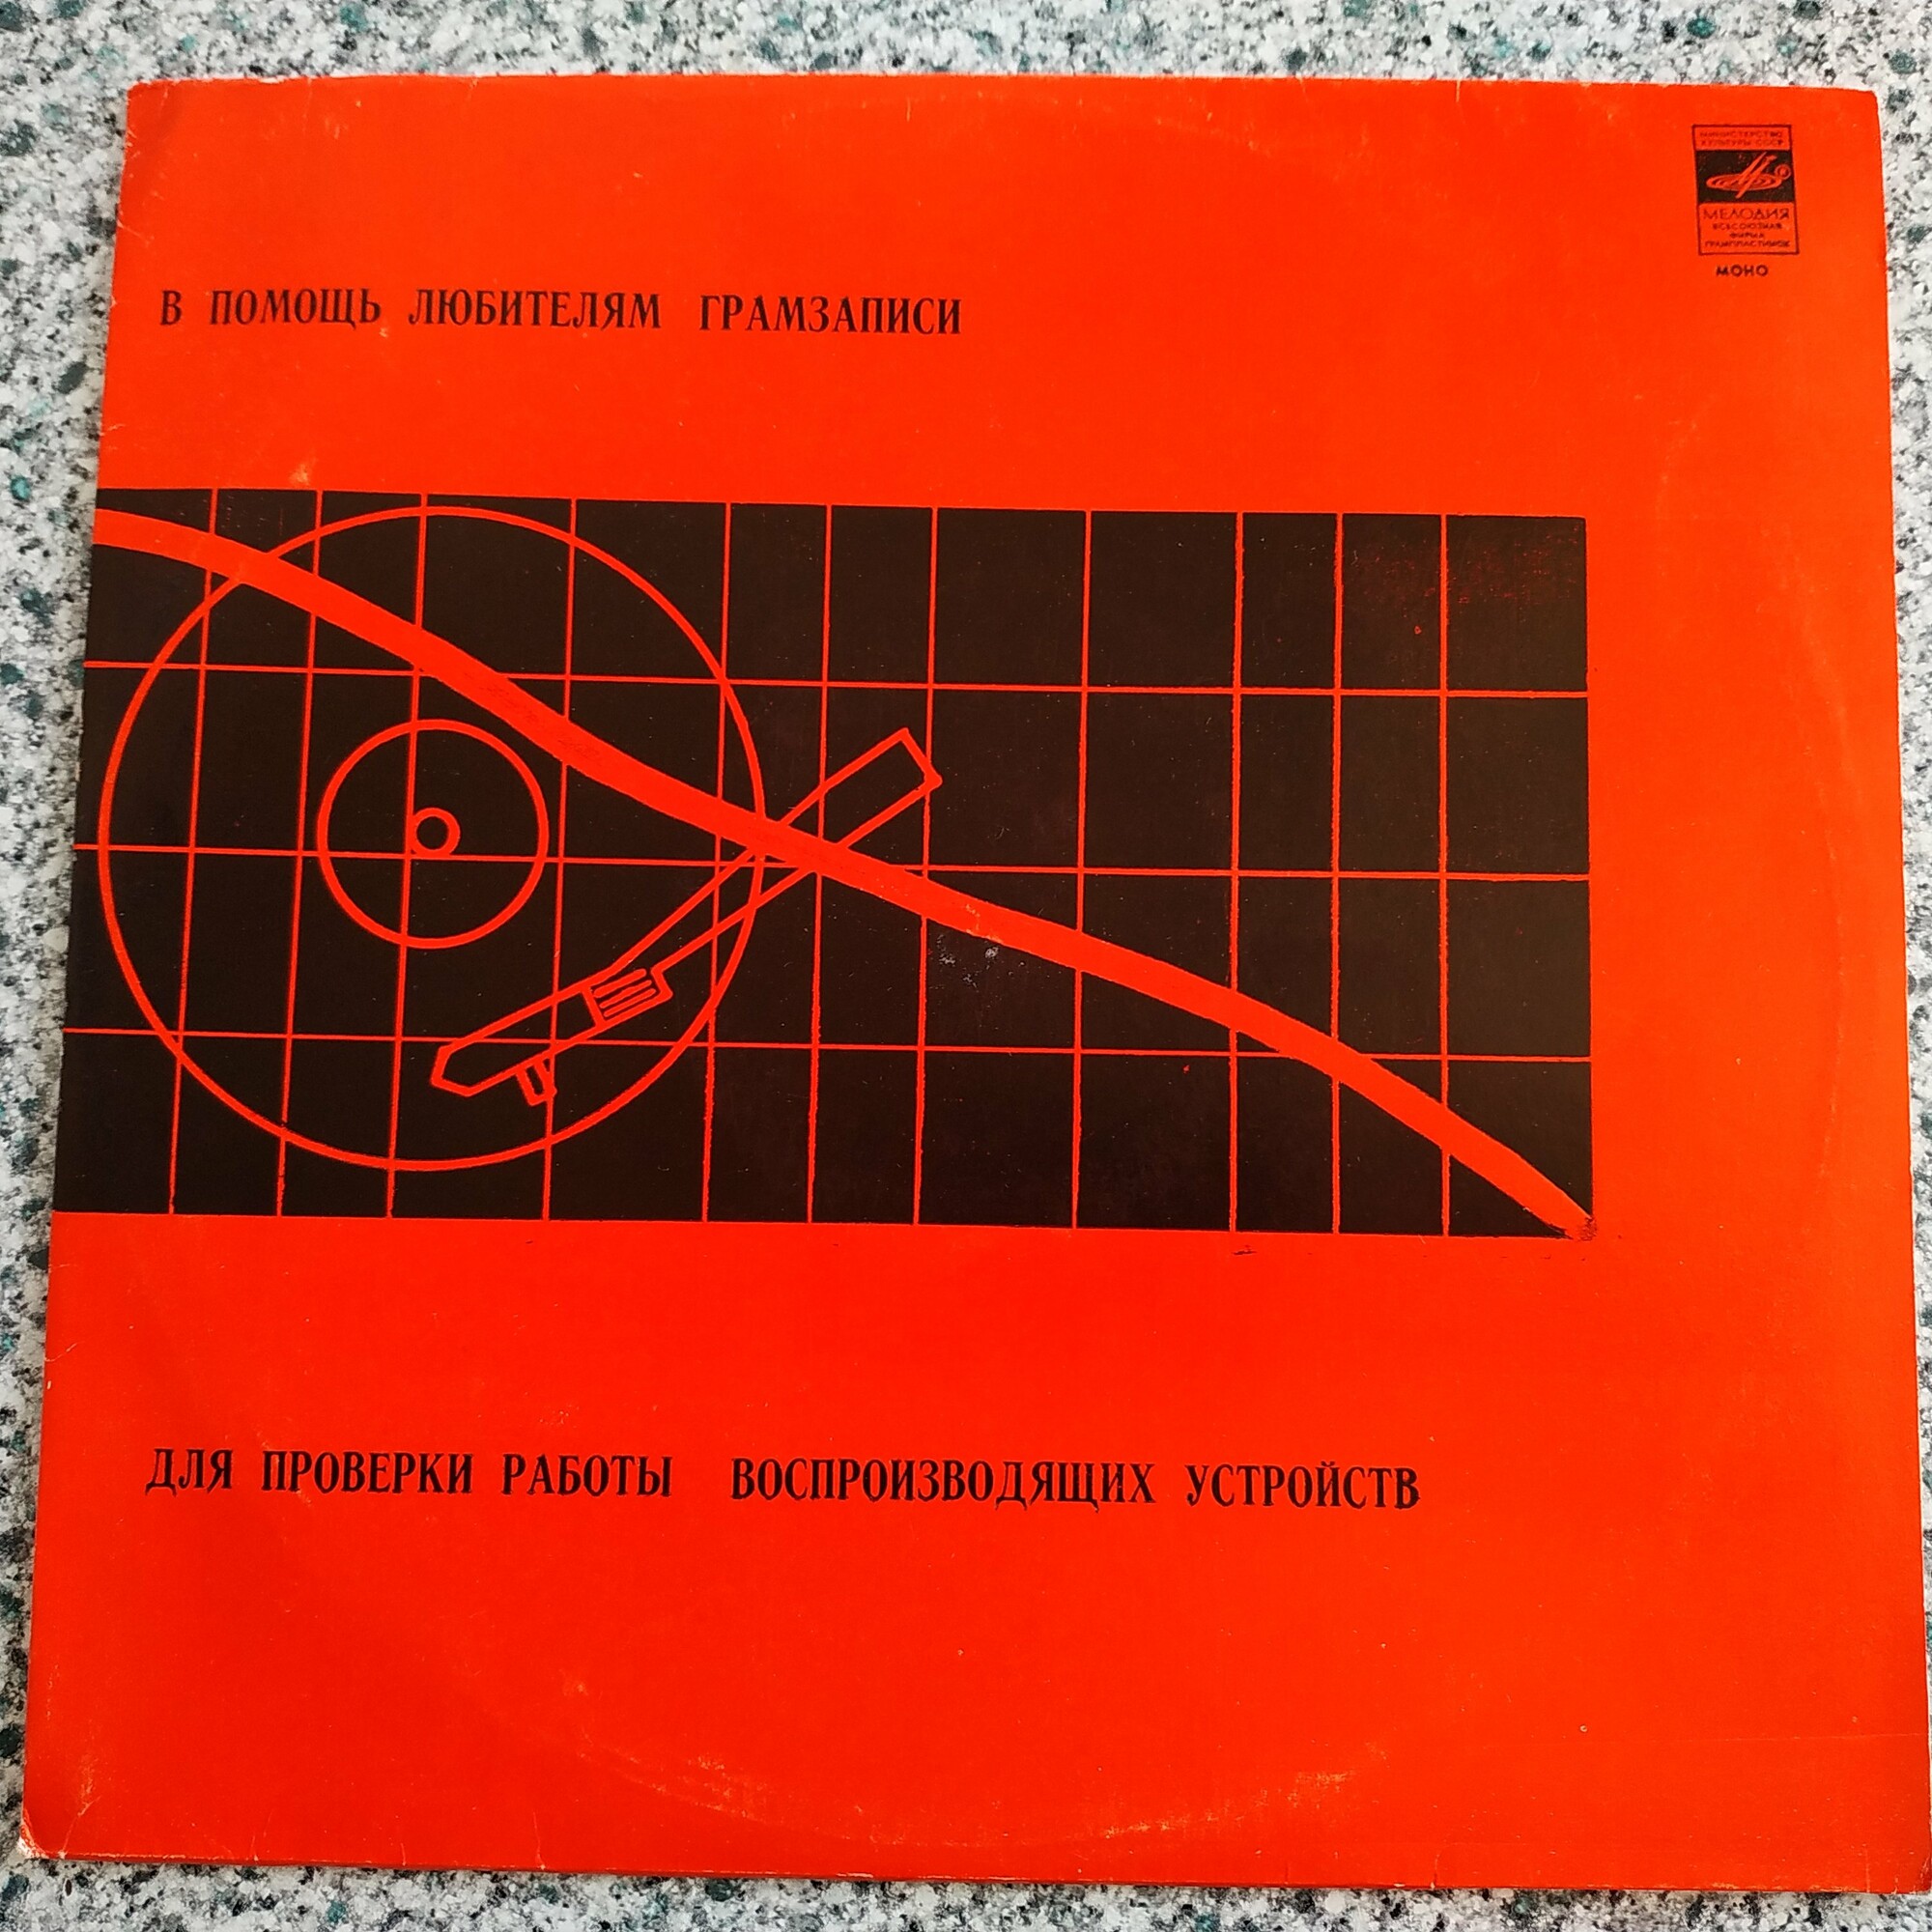 МИНИСТЕРСТВО
КУЛЬТУРЫ СССР
МЕЛОДИЯ
ВСЕСОЮЗНАЯ
ФИРМА
ГРАМПЛАСТИНОК
МОНО
В ПОМОЩЬ ЛЮБИТЕЛЯМ ГРАМЗАПИСИ
ДЛЯ ПРОВЕРКИ РАБОТЫ ВОСПРОИЗВОДЯЩИХ УСТРОЙСТВ